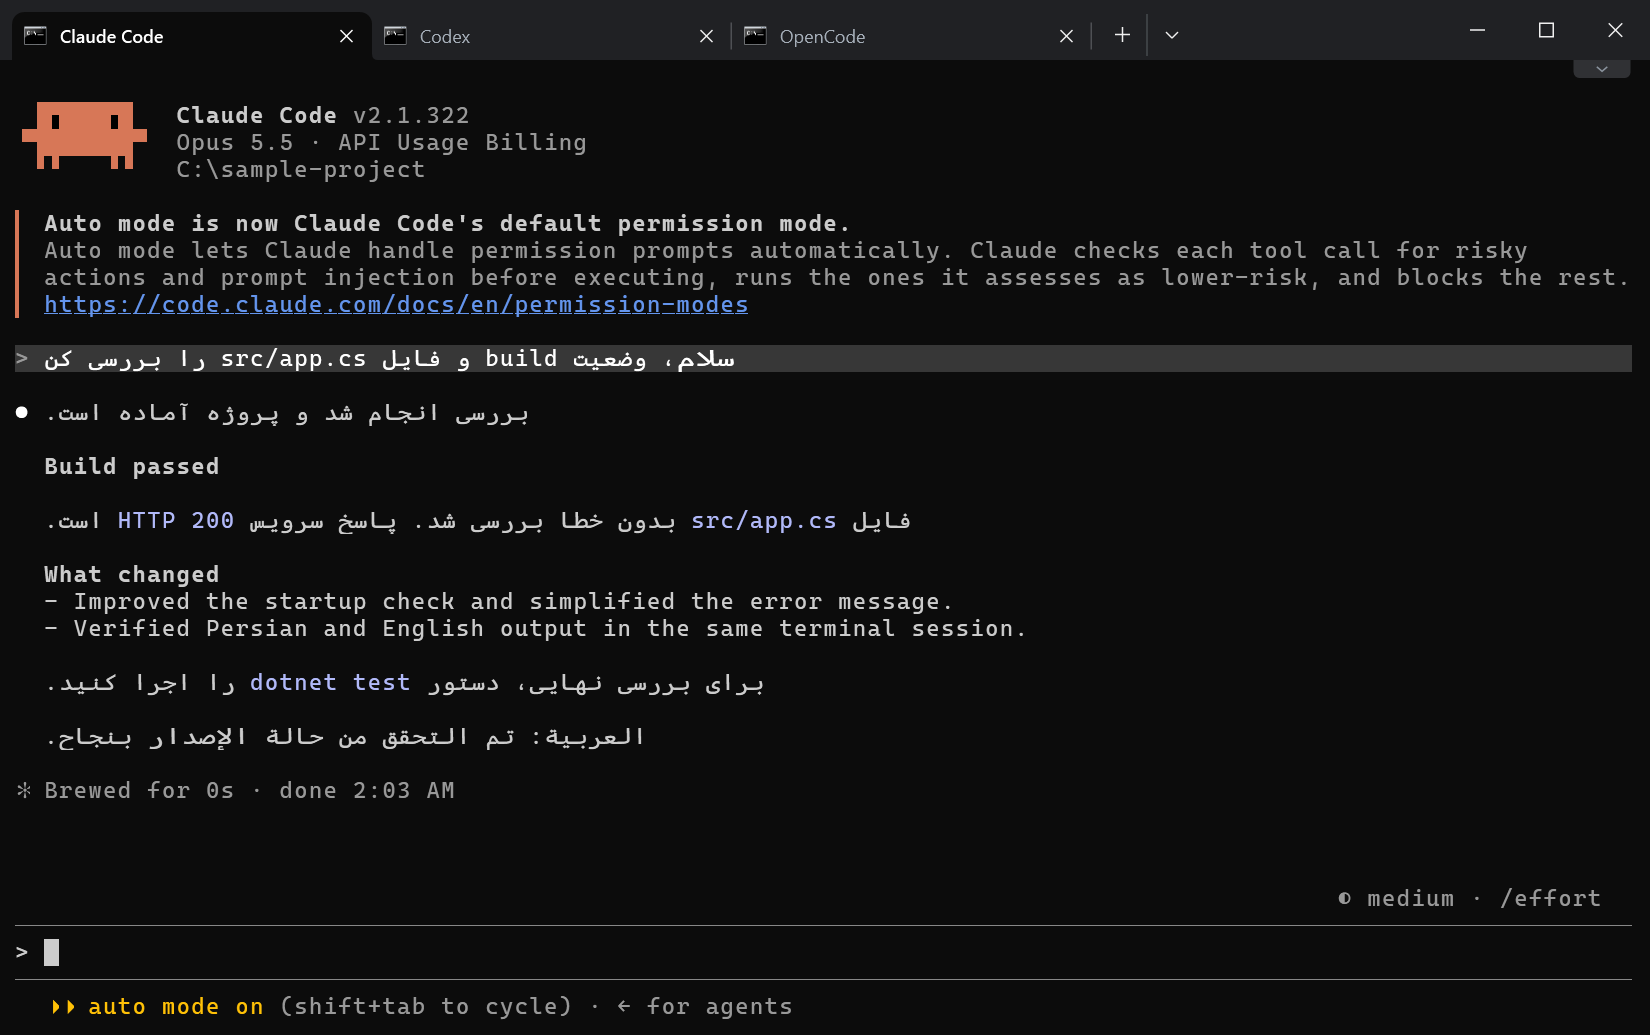 Claude Code
Codex
OpenCode
Claude Code v2.1.322
Opus 5.5 · API Usage Billing
C:\sample-project
Auto mode is now Claude Code's default permission mode.
Auto mode lets Claude handle permission prompts automatically. Claude checks each tool call for risky
actions and prompt injection before executing, runs the ones it assesses as lower-risk, and blocks the rest.
https://code.claude.com/docs/en/permission-modes
> سلام، وضعیت build و فایل src/app.cs را بررسی کن
● بررسی انجام شد و پروژه آماده است.
Build passed
فایل src/app.cs بدون خطا بررسی شد. پاسخ سرویس HTTP 200 است.
What changed
- Improved the startup check and simplified the error message.
- Verified Persian and English output in the same terminal session.
برای بررسی نهایی، دستور dotnet test را اجرا کنید.
العربية: تم التحقق من حالة الإصدار بنجاح.
✻ Brewed for 0s · done 2:03 AM
◐ medium · /effort
>
⏵⏵ auto mode on (shift+tab to cycle) · ← for agents